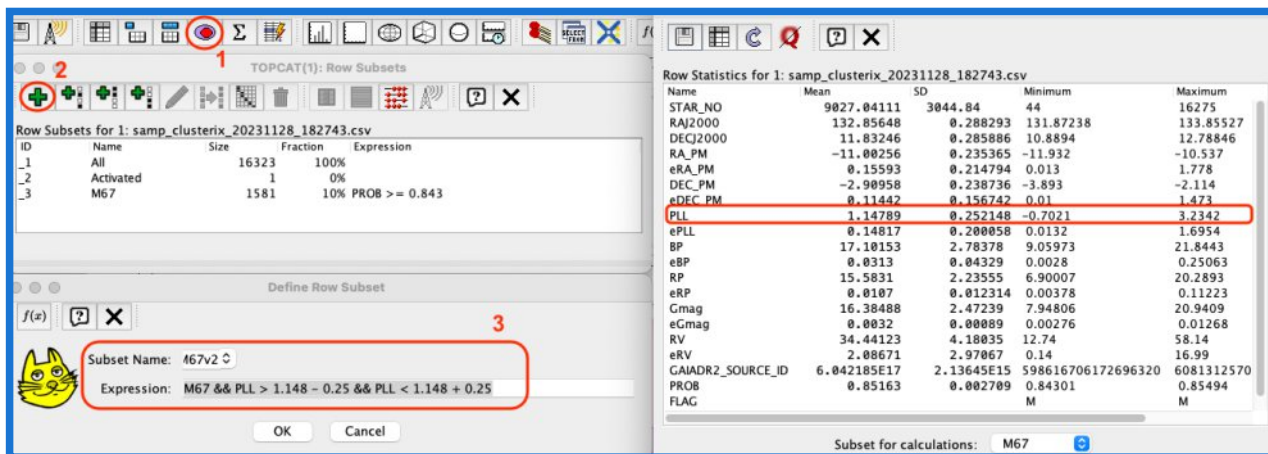 1
2
TOPCAT(1): Row Subsets
Row Subsets for 1: samp_clusterix_20231128_182743.csv
ID Name Size Fraction Expression
_1 All 16323 100%
_2 Activated 1 0%
_3 M67 1581 10% PROB >= 0.843
Define Row Subset
f(x)
3
Subset Name: M67v2
Expression: M67 && PLL > 1.148 - 0.25 && PLL < 1.148 + 0.25
OK Cancel
Row Statistics for 1: samp_clusterix_20231128_182743.csv
Name Mean SD Minimum Maximum
STAR_NO 9027.04111 3044.84 44 16275
RAJ2000 132.85648 0.288293 131.87238 133.85527
DECJ2000 11.83246 0.285886 10.8894 12.78846
RA_PM -11.00256 0.235365 -11.932 -10.537
eRA_PM 0.15593 0.214794 0.013 1.778
DEC_PM -2.90958 0.238736 -3.893 -2.114
eDEC_PM 0.11442 0.156742 0.01 1.473
PLL 1.14789 0.252148 -0.7021 3.2342
ePLL 0.14817 0.200058 0.0132 1.6954
BP 17.10153 2.78378 9.05973 21.8443
eBP 0.0313 0.04329 0.0028 0.25063
RP 15.5831 2.23555 6.90007 20.2893
eRP 0.0107 0.012314 0.00378 0.11223
Gmag 16.38488 2.47239 7.94806 20.9409
eGmag 0.0032 0.00089 0.00276 0.01268
RV 34.44123 4.18035 12.74 58.14
eRV 2.08671 2.97067 0.14 16.99
GAIADR2_SOURCE_ID 6.042185E17 2.13645E15 598616706172696320 6081312570
PROB 0.85163 0.002709 0.84301 0.85494
FLAG M M
Subset for calculations: M67